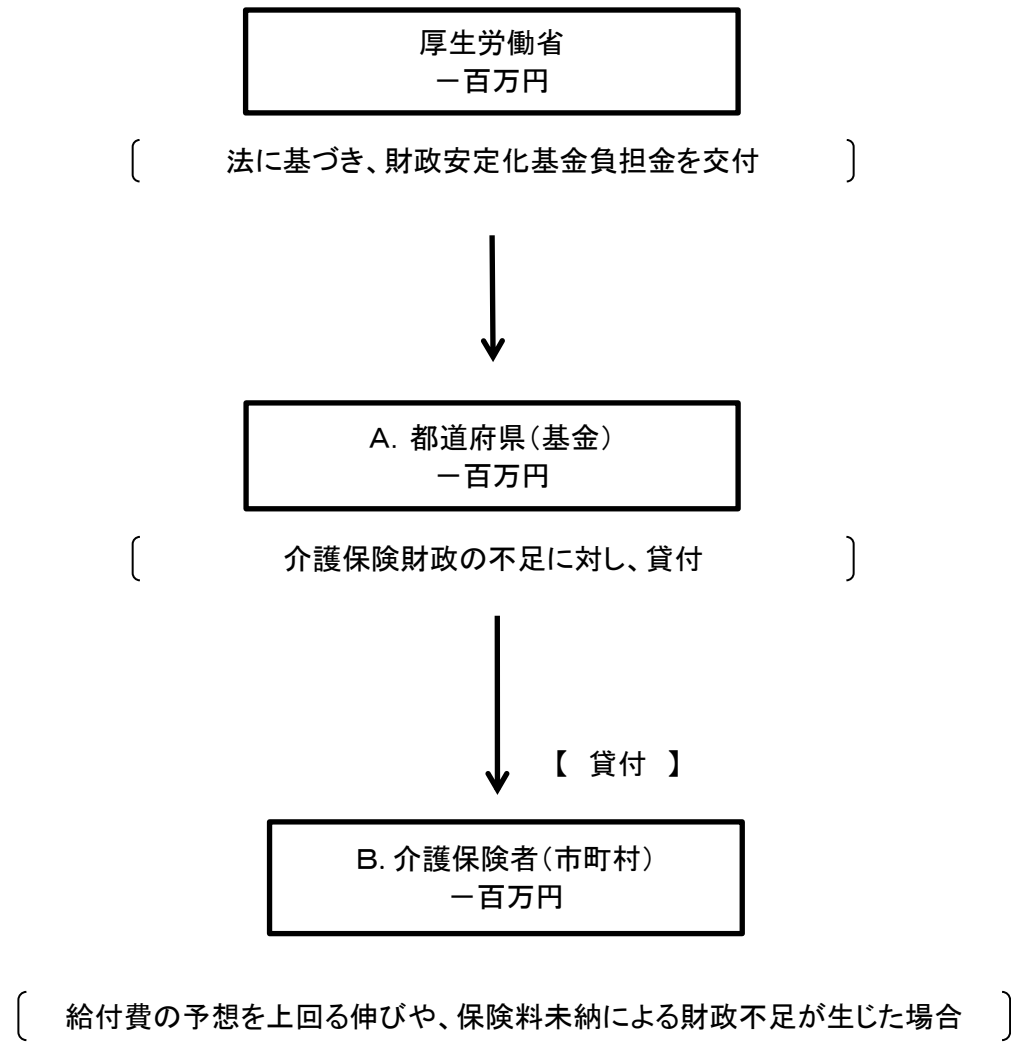 厚生労働省
－百万円
〔　法に基づき、財政安定化基金負担金を交付　〕
Ａ．都道府県（基金）
－百万円
〔　介護保険財政の不足に対し、貸付　〕
【　貸付　】
Ｂ．介護保険者（市町村）
－百万円
〔　給付費の予想を上回る伸びや、保険料未納による財政不足が生じた場合　〕